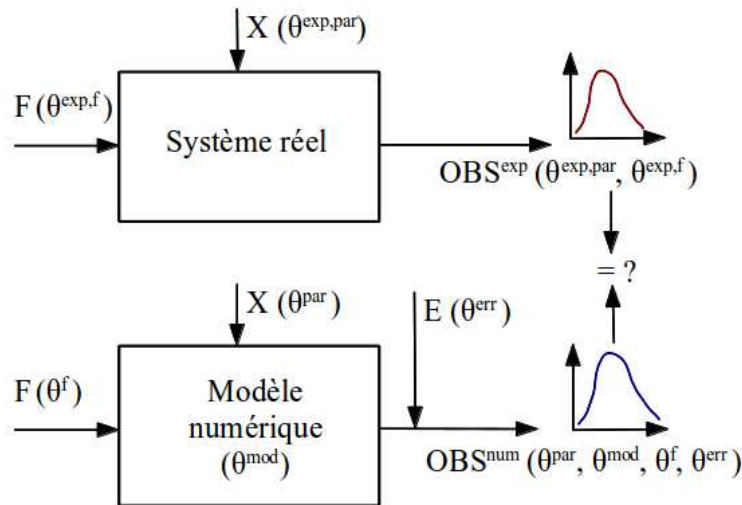 X (θ^exp,par)
F (θ^exp,f)
Système réel
OBS^exp (θ^exp,par, θ^exp,f)
= ?
X (θ^par)
E (θ^err)
F (θ^f)
Modèle
numérique
(θ^mod)
OBS^num (θ^par, θ^mod, θ^f, θ^err)